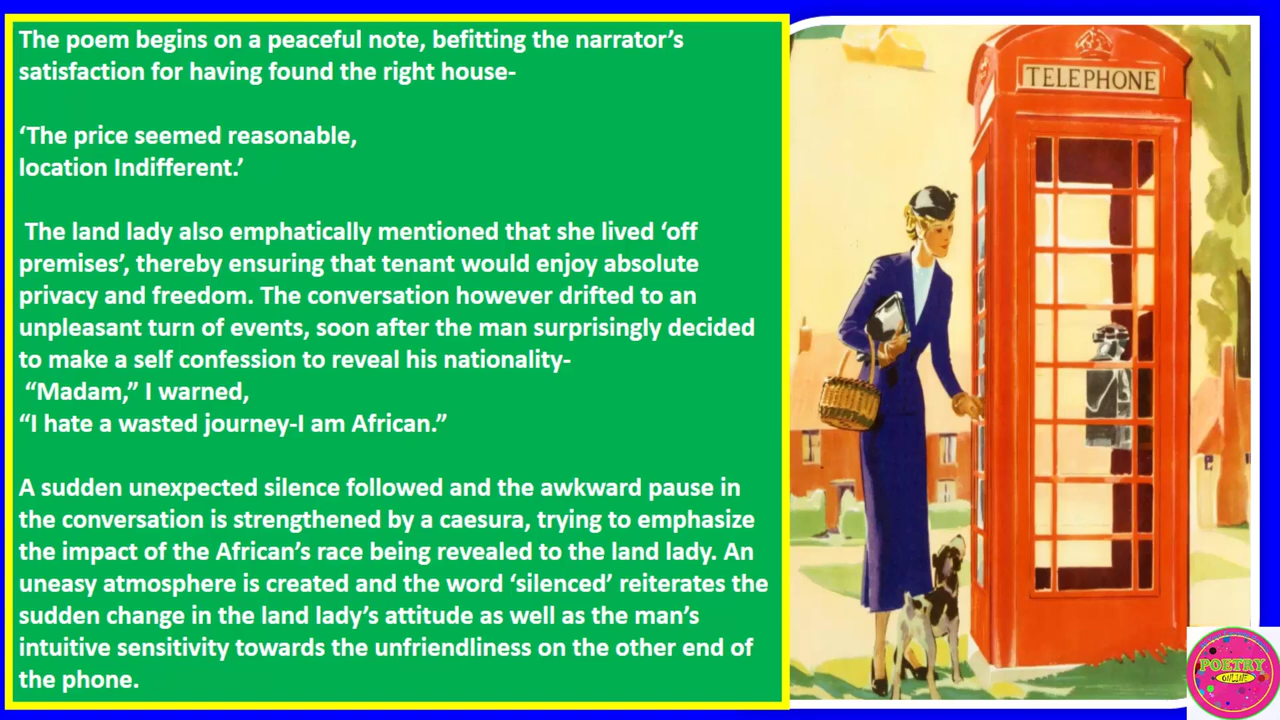 The poem begins on a peaceful note, befitting the narrator’s
satisfaction for having found the right house-
‘The price seemed reasonable,
location Indifferent.’
The land lady also emphatically mentioned that she lived ‘off
premises’, thereby ensuring that tenant would enjoy absolute
privacy and freedom. The conversation however drifted to an
unpleasant turn of events, soon after the man surprisingly decided
to make a self confession to reveal his nationality-
“Madam,” I warned,
“I hate a wasted journey-I am African.”
A sudden unexpected silence followed and the awkward pause in
the conversation is strengthened by a caesura, trying to emphasize
the impact of the African’s race being revealed to the land lady. An
uneasy atmosphere is created and the word ‘silenced’ reiterates the
sudden change in the land lady’s attitude as well as the man’s
intuitive sensitivity towards the unfriendliness on the other end of
the phone.
TELEPHONE
POETRY
ONLINE